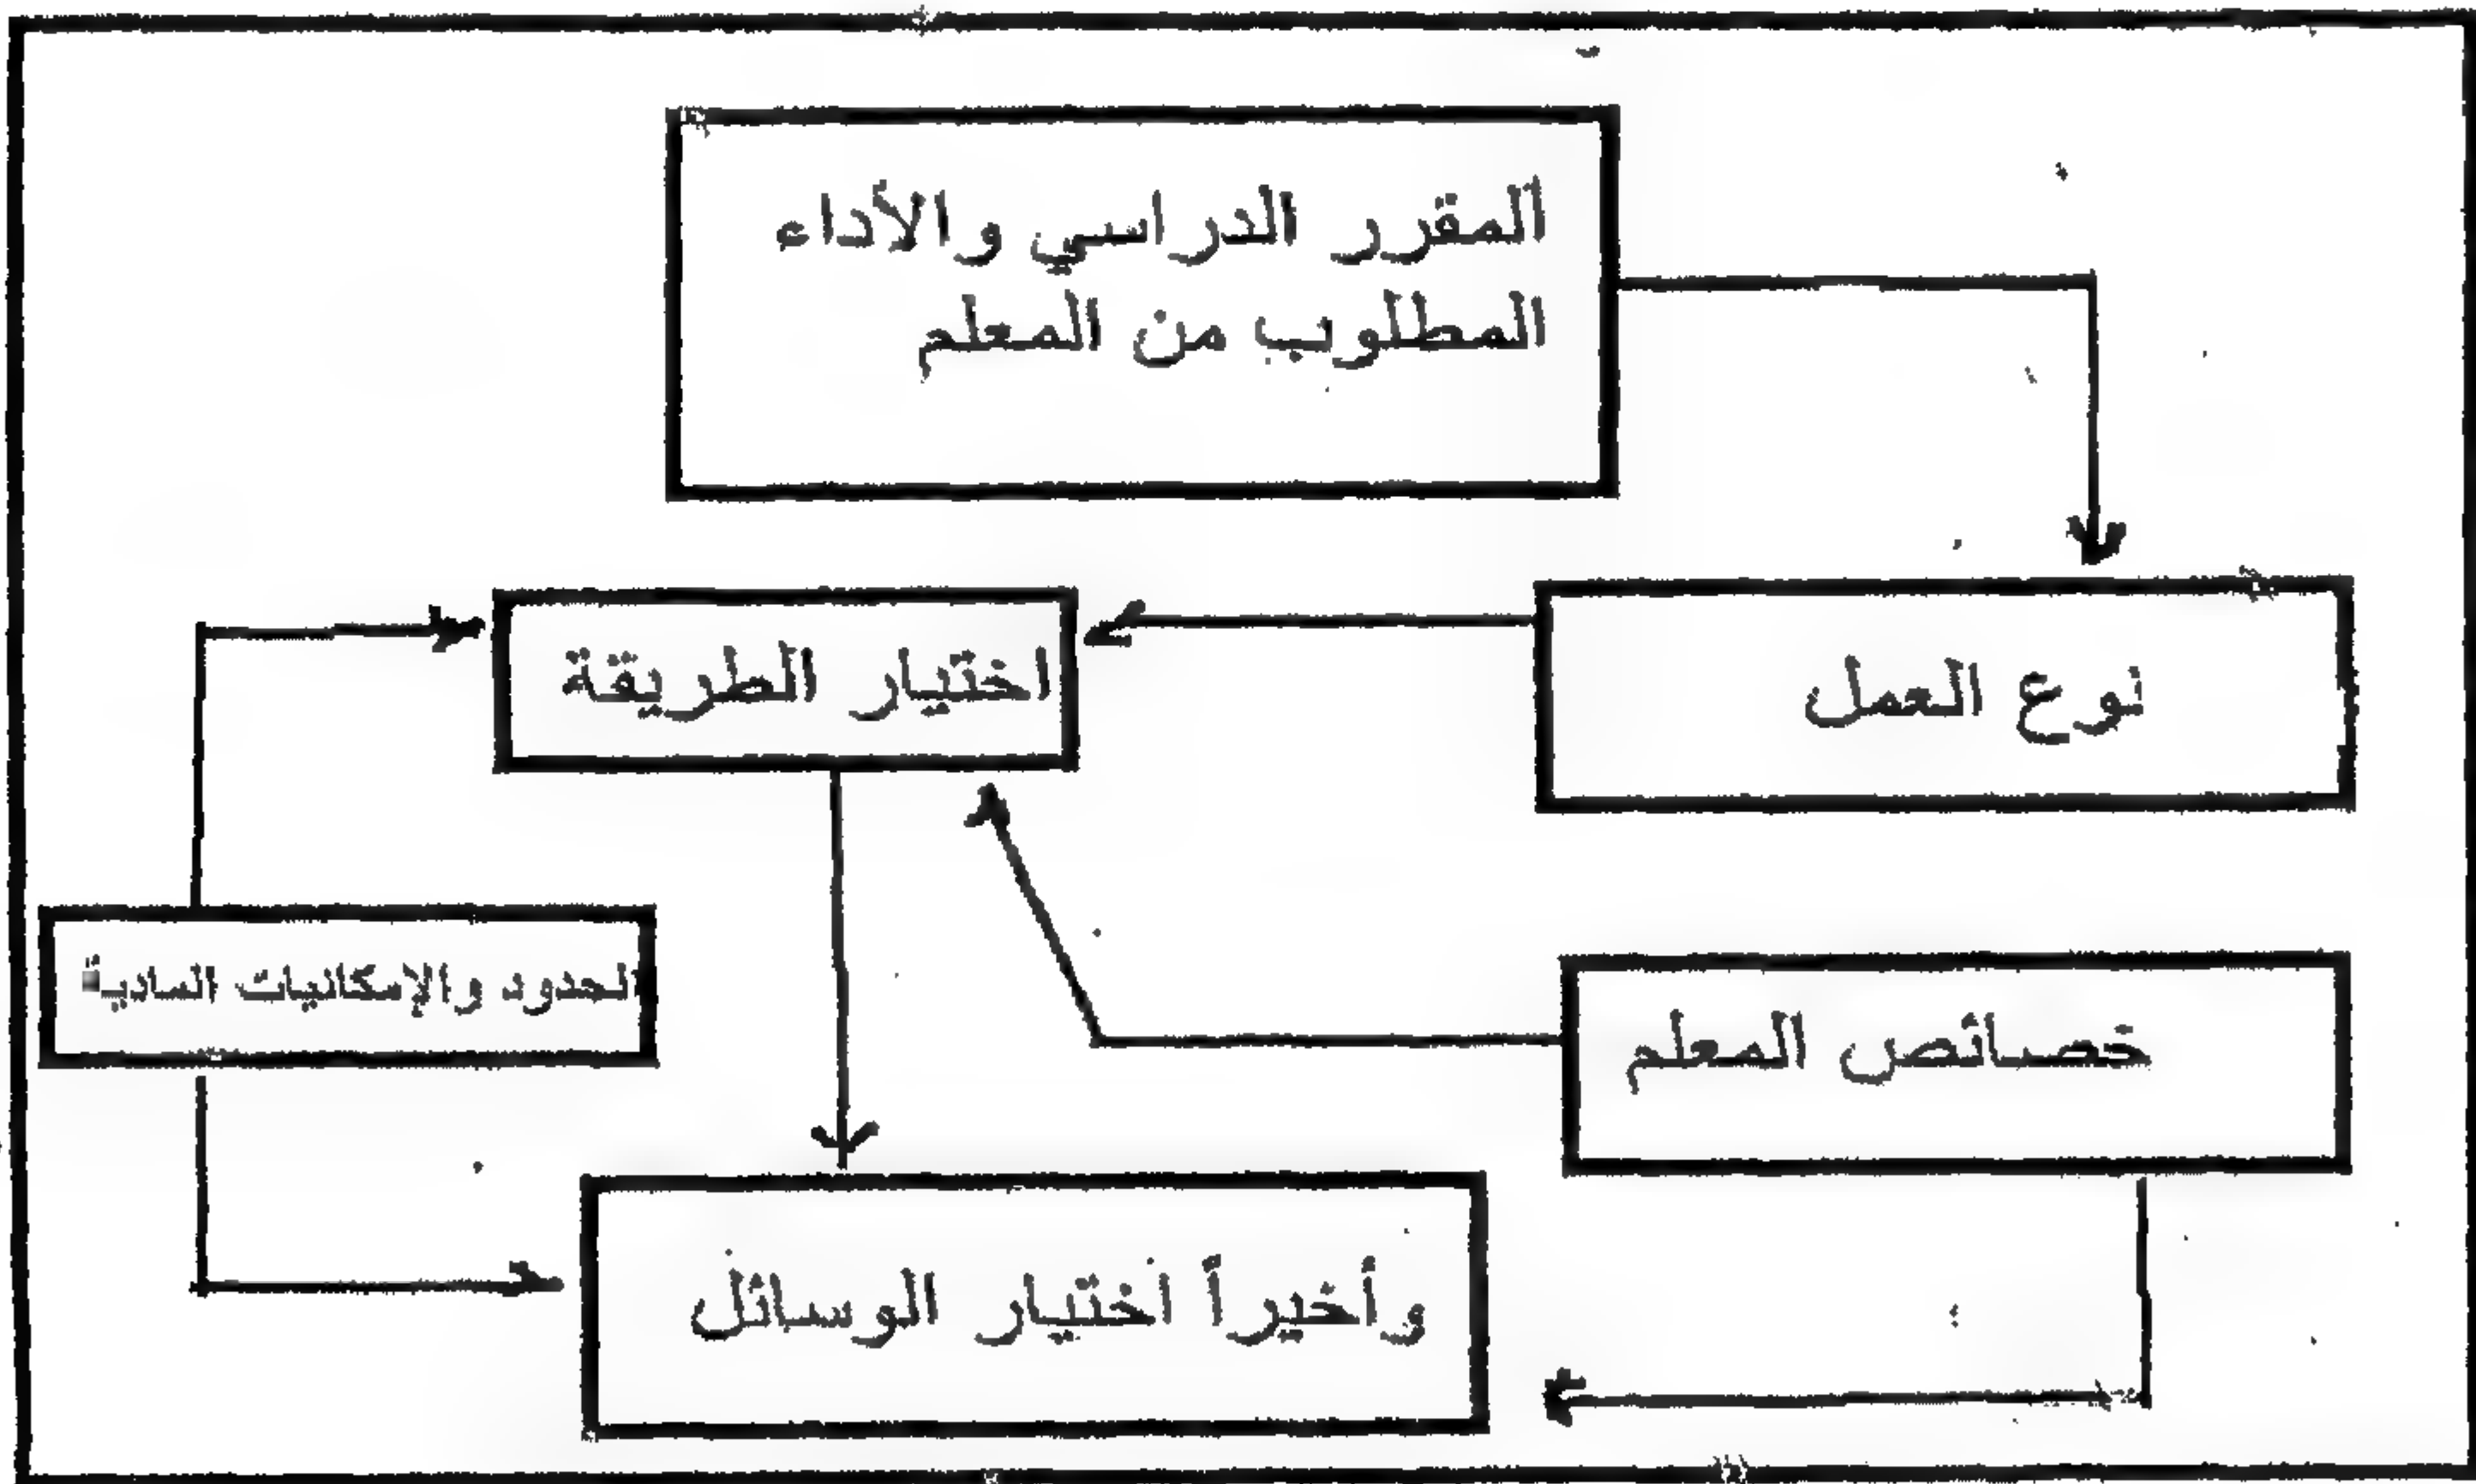 المقرر الدراسي والأداء
المطلوب من المعلم
نوع العمل
اختيار الطريقة
الحدود والإمكانيات المادية
خصائص المعلم
وأخيراً اختيار الوسائل